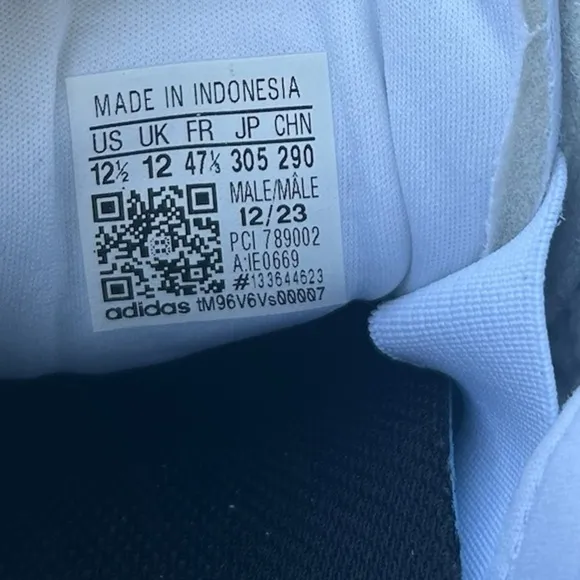 MADE IN INDONESIA
US UK FR JP CHN
12½ 12 47⅓ 305 290
MALE/MÂLE
12/23
PCI 789002
A:IE0669
#133644623
adidas tM96V6Vs00007